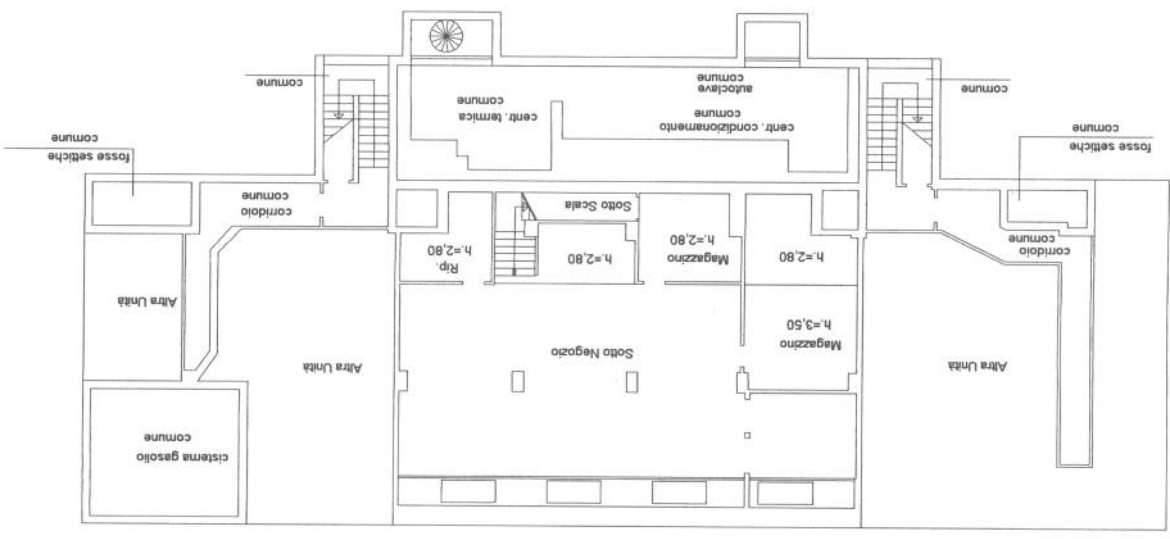 cisterna gasolio
comune
Altra Unità
Magazzino
h.=3,50
Sotto Negozio
Altra Unità
Altra Unità
h.=2,80
Magazzino
h.=2,80
h.=2,80
Rip.
h.=2,80
Sotto Scala
corridoio
comune
corridoio
comune
fosse settiche
comune
fosse settiche
comune
centr. condizionamento
comune
centr. termica
comune
autoclave
comune
comune
comune